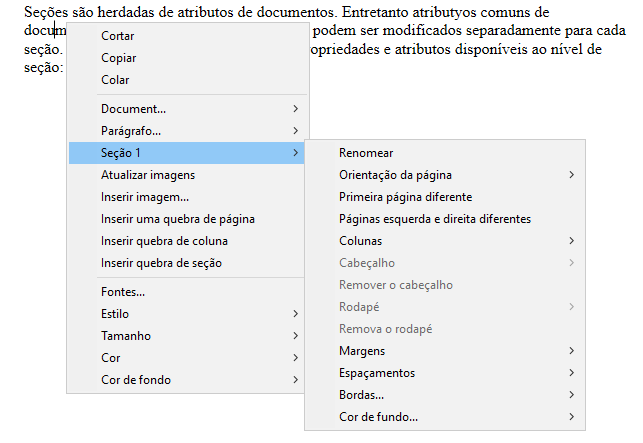 Seções são herdadas de atributos de documentos. Entretanto atributyos comuns de
docum podem ser modificados separadamente para cada
seção. opriedades e atributos disponíveis ao nível de
seção:
Cortar
Copiar
Colar
Document...
Parágrafo...
Seção 1
Atualizar imagens
Inserir imagem...
Inserir uma quebra de página
Inserir quebra de coluna
Inserir quebra de seção
Fontes...
Estilo
Tamanho
Cor
Cor de fondo
Renomear
Orientação da página
Primeira página diferente
Páginas esquerda e direita diferentes
Colunas
Cabeçalho
Remover o cabeçalho
Rodapé
Remova o rodapé
Margens
Espaçamentos
Bordas...
Cor de fundo...